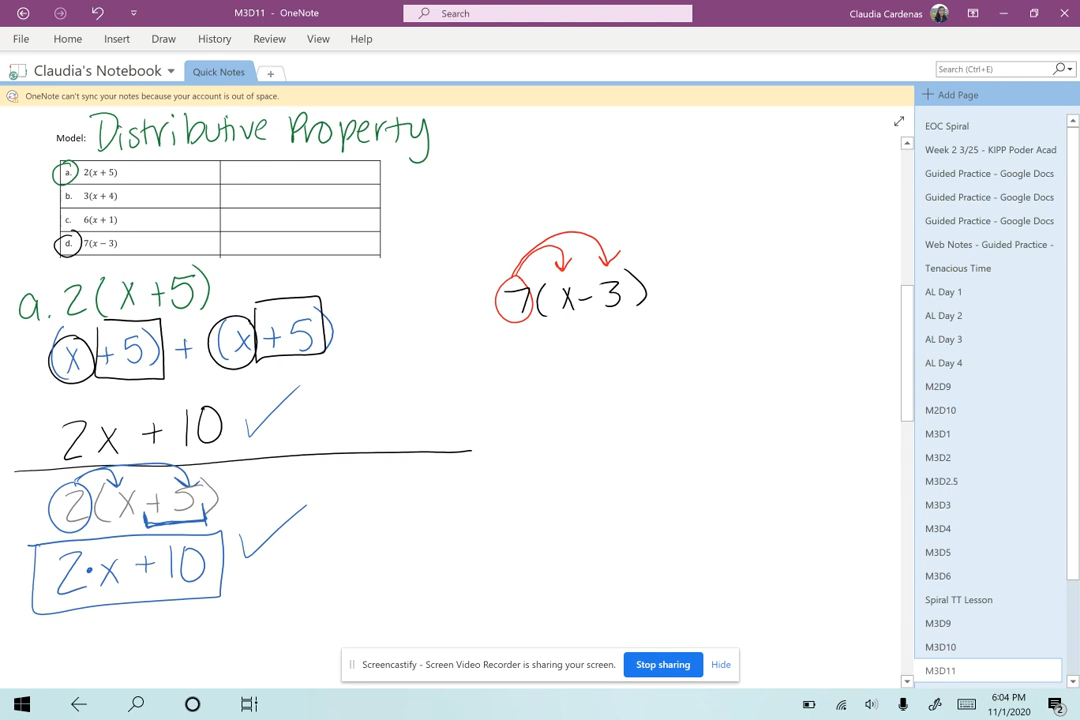 M3D11 - OneNote
Search
Claudia Cardenas
File Home Insert Draw History Review View Help
Claudia's Notebook
Quick Notes
+
Search (Ctrl+E)
OneNote can't sync your notes because your account is out of space.
Add Page
Model:
Distributive Property
a. 2(x + 5)
b. 3(x + 4)
c. 6(x + 1)
d. 7(x − 3)
a. 2(x+5)
(x+5) + (x+5)
2x + 10
2(x+5)
2·x + 10
7(x-3)
EOC Spiral
Week 2 3/25 - KIPP Poder Acad
Guided Practice - Google Docs
Guided Practice - Google Docs
Guided Practice - Google Docs
Web Notes - Guided Practice -
Tenacious Time
AL Day 1
AL Day 2
AL Day 3
AL Day 4
M2D9
M2D10
M3D1
M3D2
M3D2.5
M3D3
M3D4
M3D5
M3D6
Spiral TT Lesson
M3D9
M3D10
M3D11
Screencastify - Screen Video Recorder is sharing your screen.
Stop sharing
Hide
6:04 PM
11/1/2020
2